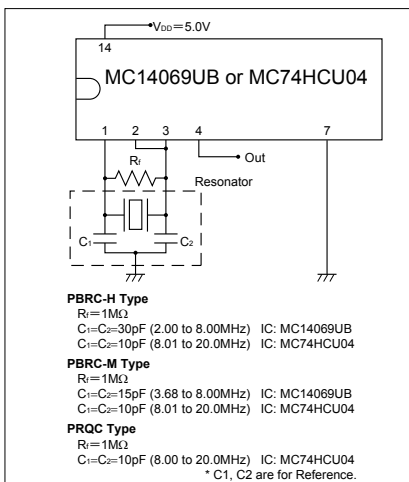 VDD=5.0V
14
MC14069UB or MC74HCU04
1 2 3 4 7
Rf
Out
Resonator
C1 C2
PBRC-H Type
Rf=1MΩ
C1=C2=30pF (2.00 to 8.00MHz) IC: MC14069UB
C1=C2=10pF (8.01 to 20.0MHz) IC: MC74HCU04
PBRC-M Type
Rf=1MΩ
C1=C2=15pF (3.68 to 8.00MHz) IC: MC14069UB
C1=C2=10pF (8.01 to 20.0MHz) IC: MC74HCU04
PRQC Type
Rf=1MΩ
C1=C2=10pF (8.00 to 20.0MHz) IC: MC74HCU04
* C1, C2 are for Reference.